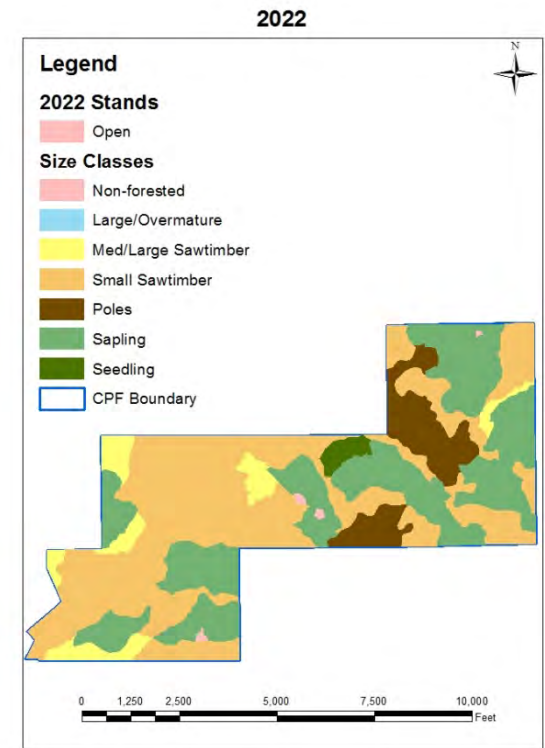 2022
N
Legend
2022 Stands
Open
Size Classes
Non-forested
Large/Overmature
Med/Large Sawtimber
Small Sawtimber
Poles
Sapling
Seedling
CPF Boundary
0 1,250 2,500 5,000 7,500 10,000
Feet